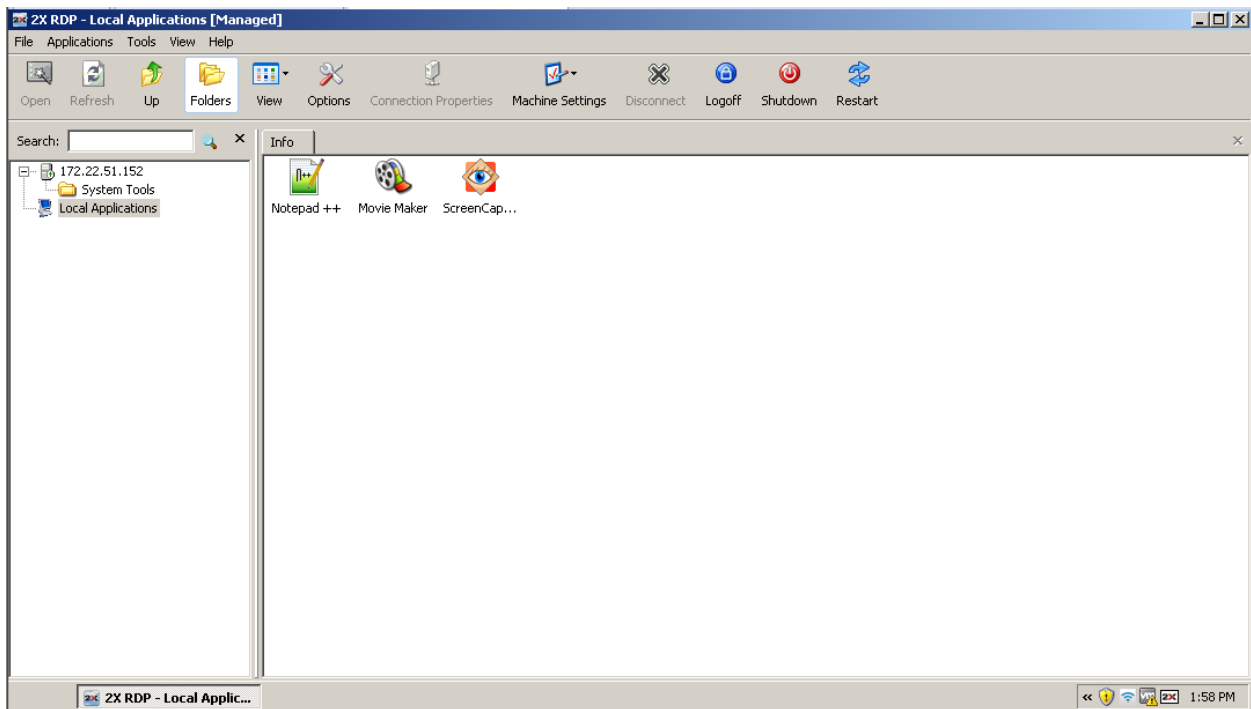 2X RDP - Local Applications [Managed]
File Applications Tools View Help
Open Refresh Up Folders View Options Connection Properties Machine Settings Disconnect Logoff Shutdown Restart
Search:
Info
172.22.51.152
System Tools
Local Applications
Notepad ++ Movie Maker ScreenCap...
2X RDP - Local Applic...
1:58 PM